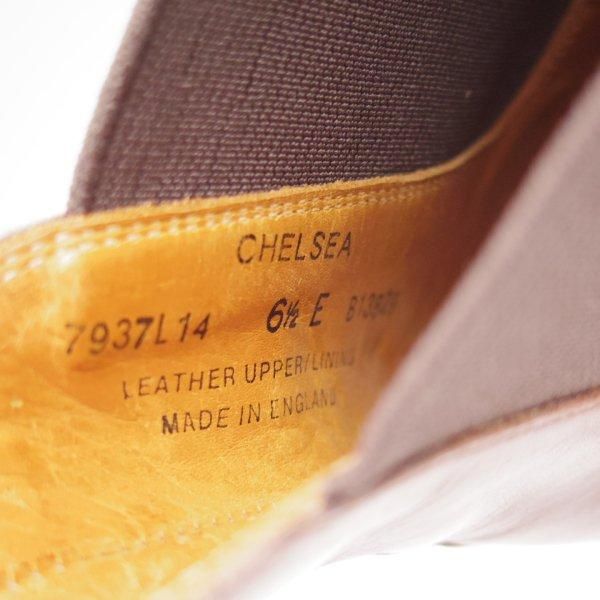 CHELSEA
7937L14 6½ E
LEATHER UPPER/LINING
MADE IN ENGLAND